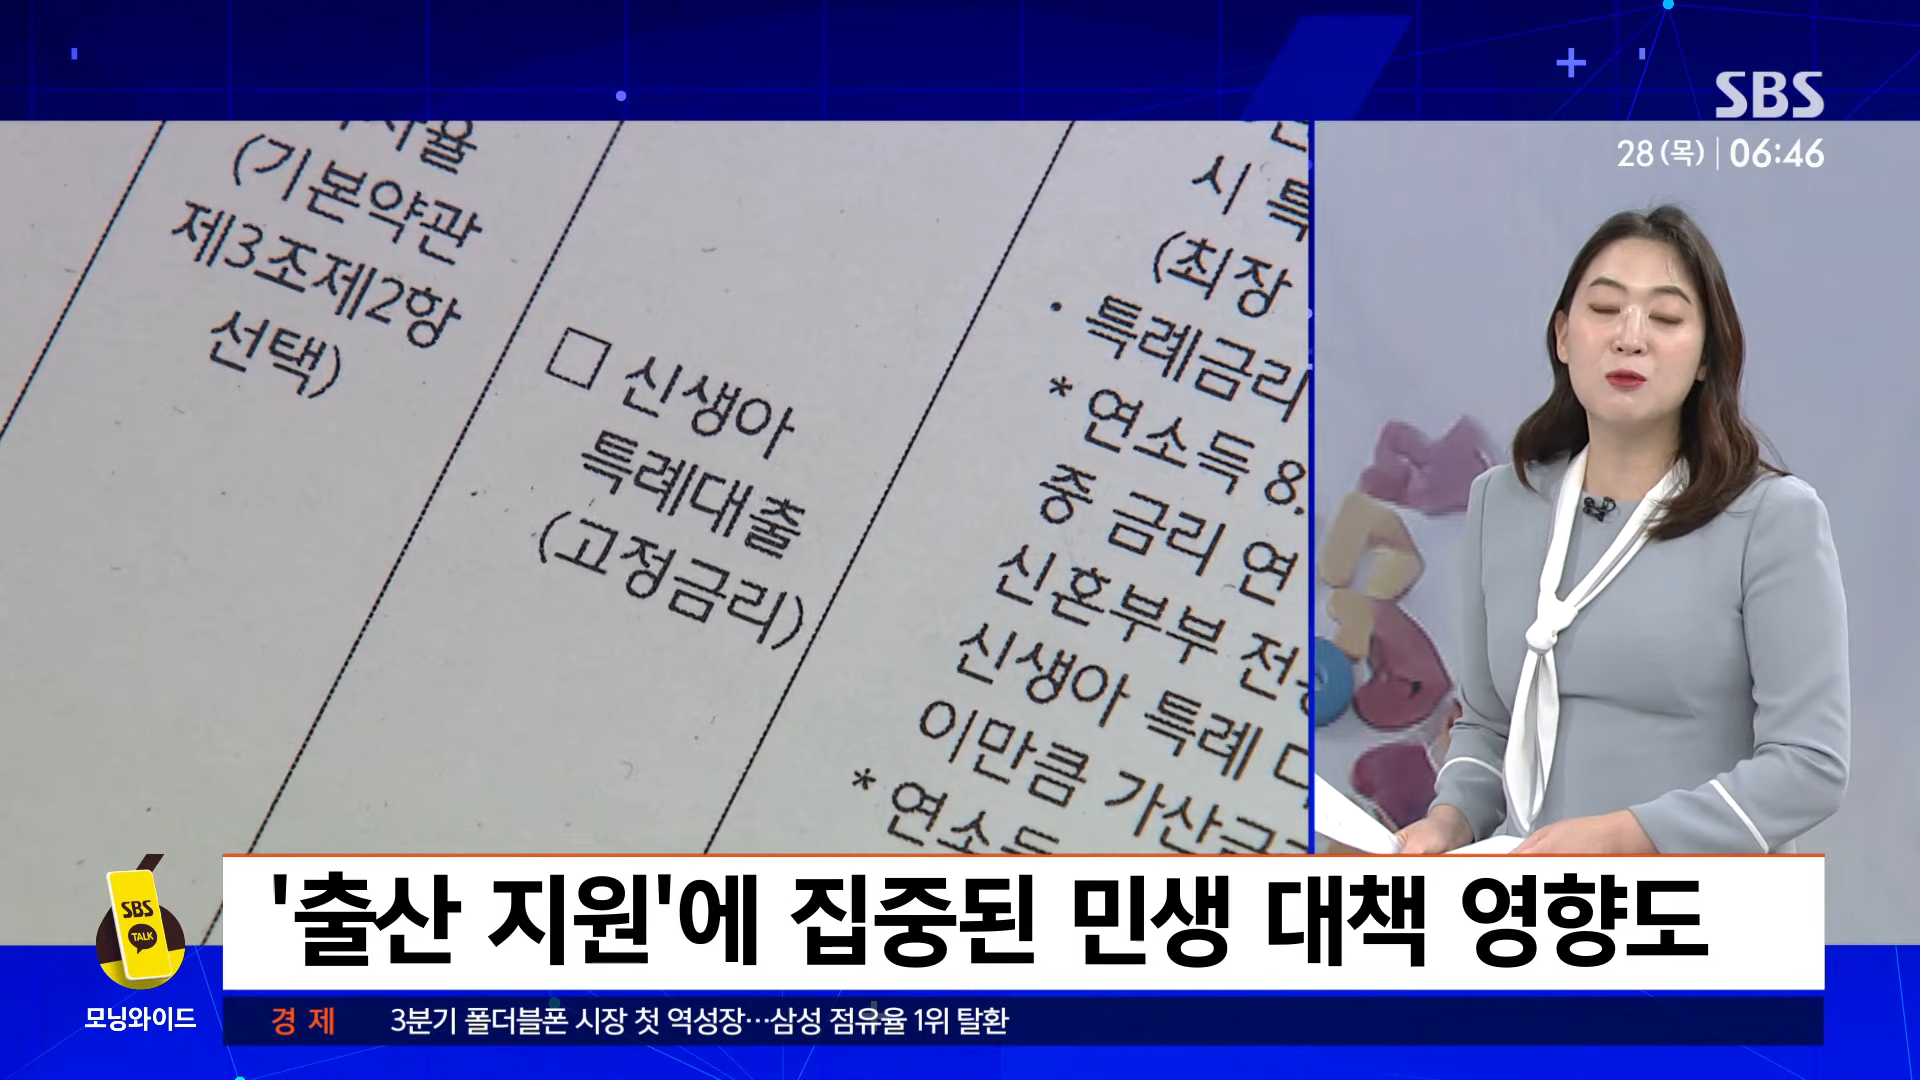 SBS
28(목) 06:46
(기본약관
제3조제2항
선택)
□ 신생아
특례대출
(고정금리)
시 특
(최장
· 특례금리
* 연소득 8.
중 금리 연
신혼부부 전
신생아 특례
이만큼 가산금
* 연소득
SBS
TALK
모닝와이드
'출산 지원'에 집중된 민생 대책 영향도
경제 3분기 폴더블폰 시장 첫 역성장…삼성 점유율 1위 탈환